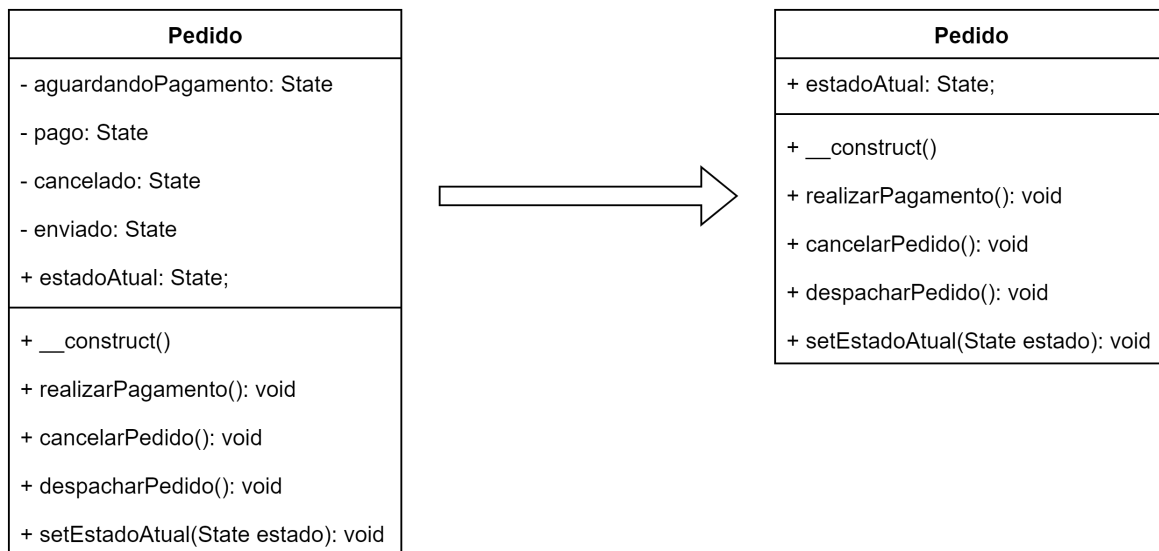 Pedido
- aguardandoPagamento: State
- pago: State
- cancelado: State
- enviado: State
+ estadoAtual: State;
+ __construct()
+ realizarPagamento(): void
+ cancelarPedido(): void
+ despacharPedido(): void
+ setEstadoAtual(State estado): void
Pedido
+ estadoAtual: State;
+ __construct()
+ realizarPagamento(): void
+ cancelarPedido(): void
+ despacharPedido(): void
+ setEstadoAtual(State estado): void